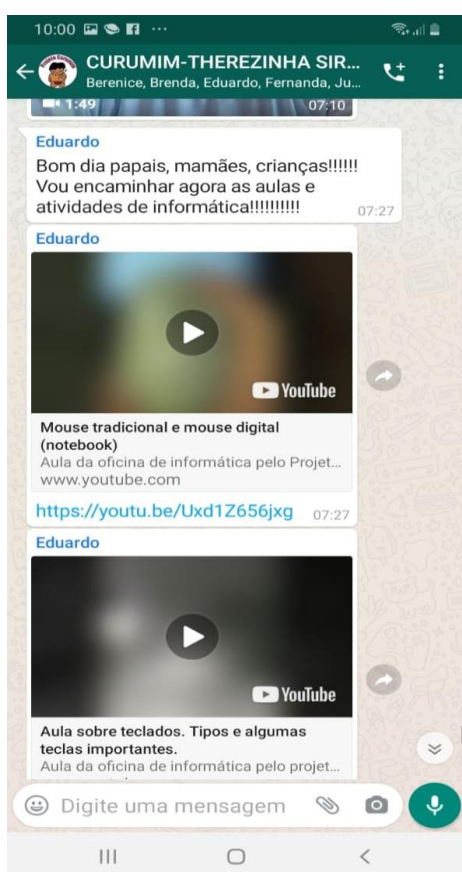 10:00
CURUMIM-THEREZINHA SIR...
Berenice, Brenda, Eduardo, Fernanda, Ju...
1:49 07:10
Eduardo
Bom dia papais, mamães, crianças!!!!!!
Vou encaminhar agora as aulas e
atividades de informática!!!!!!!!!! 07:27
Eduardo
YouTube
Mouse tradicional e mouse digital
(notebook)
Aula da oficina de informática pelo Projet...
www.youtube.com
https://youtu.be/Uxd1Z656jxg 07:27
Eduardo
YouTube
Aula sobre teclados. Tipos e algumas
teclas importantes.
Aula da oficina de informática pelo projet...
Digite uma mensagem